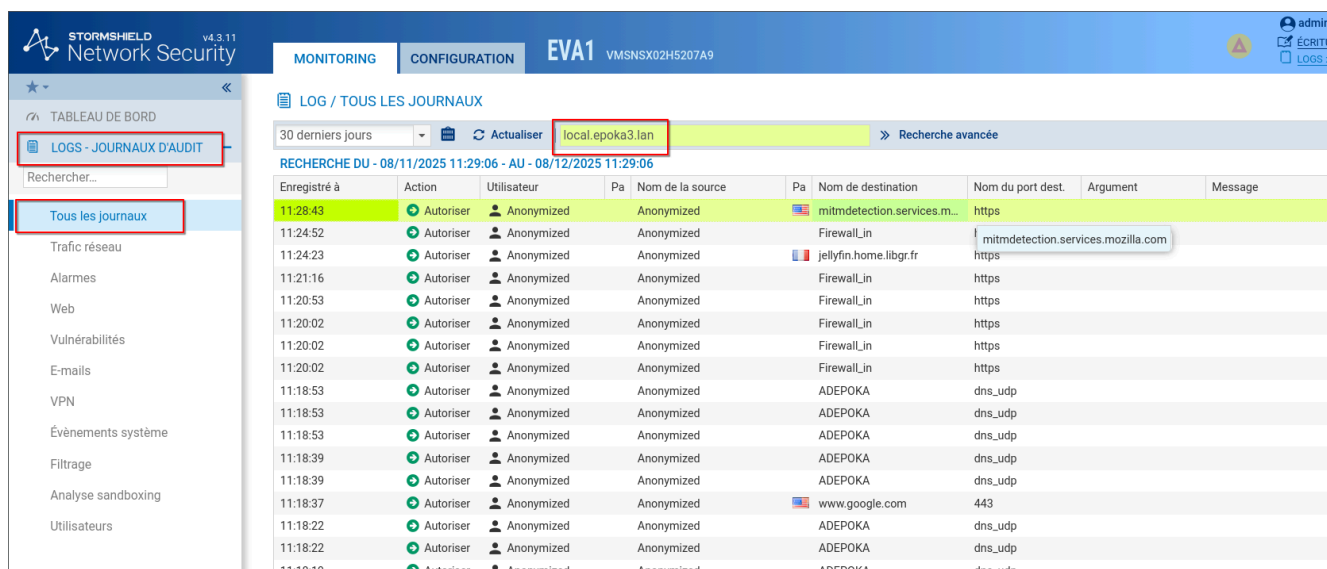 STORMSHIELD v4.3.11
Network Security
MONITORING CONFIGURATION EVA1 VMSNSX02H5207A9
admin
ÉCRITU
LOGS :
TABLEAU DE BORD
LOGS - JOURNAUX D'AUDIT
Rechercher...
Tous les journaux
Trafic réseau
Alarmes
Web
Vulnérabilités
E-mails
VPN
Évènements système
Filtrage
Analyse sandboxing
Utilisateurs
LOG / TOUS LES JOURNAUX
30 derniers jours Actualiser local.epoka3.lan Recherche avancée
RECHERCHE DU - 08/11/2025 11:29:06 - AU - 08/12/2025 11:29:06
Enregistré à Action Utilisateur Pa Nom de la source Pa Nom de destination Nom du port dest. Argument Message
11:28:43 Autoriser Anonymized Anonymized mitmdetection.services.m... https
11:24:52 Autoriser Anonymized Anonymized Firewall_in
mitmdetection.services.mozilla.com
11:24:23 Autoriser Anonymized Anonymized jellyfin.home.libgr.fr https
11:21:16 Autoriser Anonymized Anonymized Firewall_in https
11:20:53 Autoriser Anonymized Anonymized Firewall_in https
11:20:02 Autoriser Anonymized Anonymized Firewall_in https
11:20:02 Autoriser Anonymized Anonymized Firewall_in https
11:20:02 Autoriser Anonymized Anonymized Firewall_in https
11:18:53 Autoriser Anonymized Anonymized ADEPOKA dns_udp
11:18:53 Autoriser Anonymized Anonymized ADEPOKA dns_udp
11:18:53 Autoriser Anonymized Anonymized ADEPOKA dns_udp
11:18:39 Autoriser Anonymized Anonymized ADEPOKA dns_udp
11:18:39 Autoriser Anonymized Anonymized ADEPOKA dns_udp
11:18:37 Autoriser Anonymized Anonymized www.google.com 443
11:18:22 Autoriser Anonymized Anonymized ADEPOKA dns_udp
11:18:22 Autoriser Anonymized Anonymized ADEPOKA dns_udp